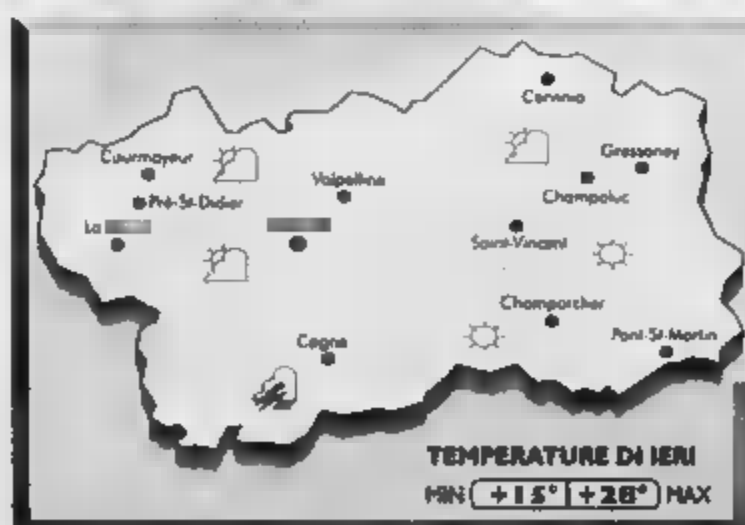 Cervinia
Courmayeur
Gressoney
Valpelline
Champoluc
Pré-St-Didier
La
Saint-Vincent
Champorcher
Cogne
Pont-St-Martin
TEMPERATURE DI IERI
MIN +15° +28° MAX